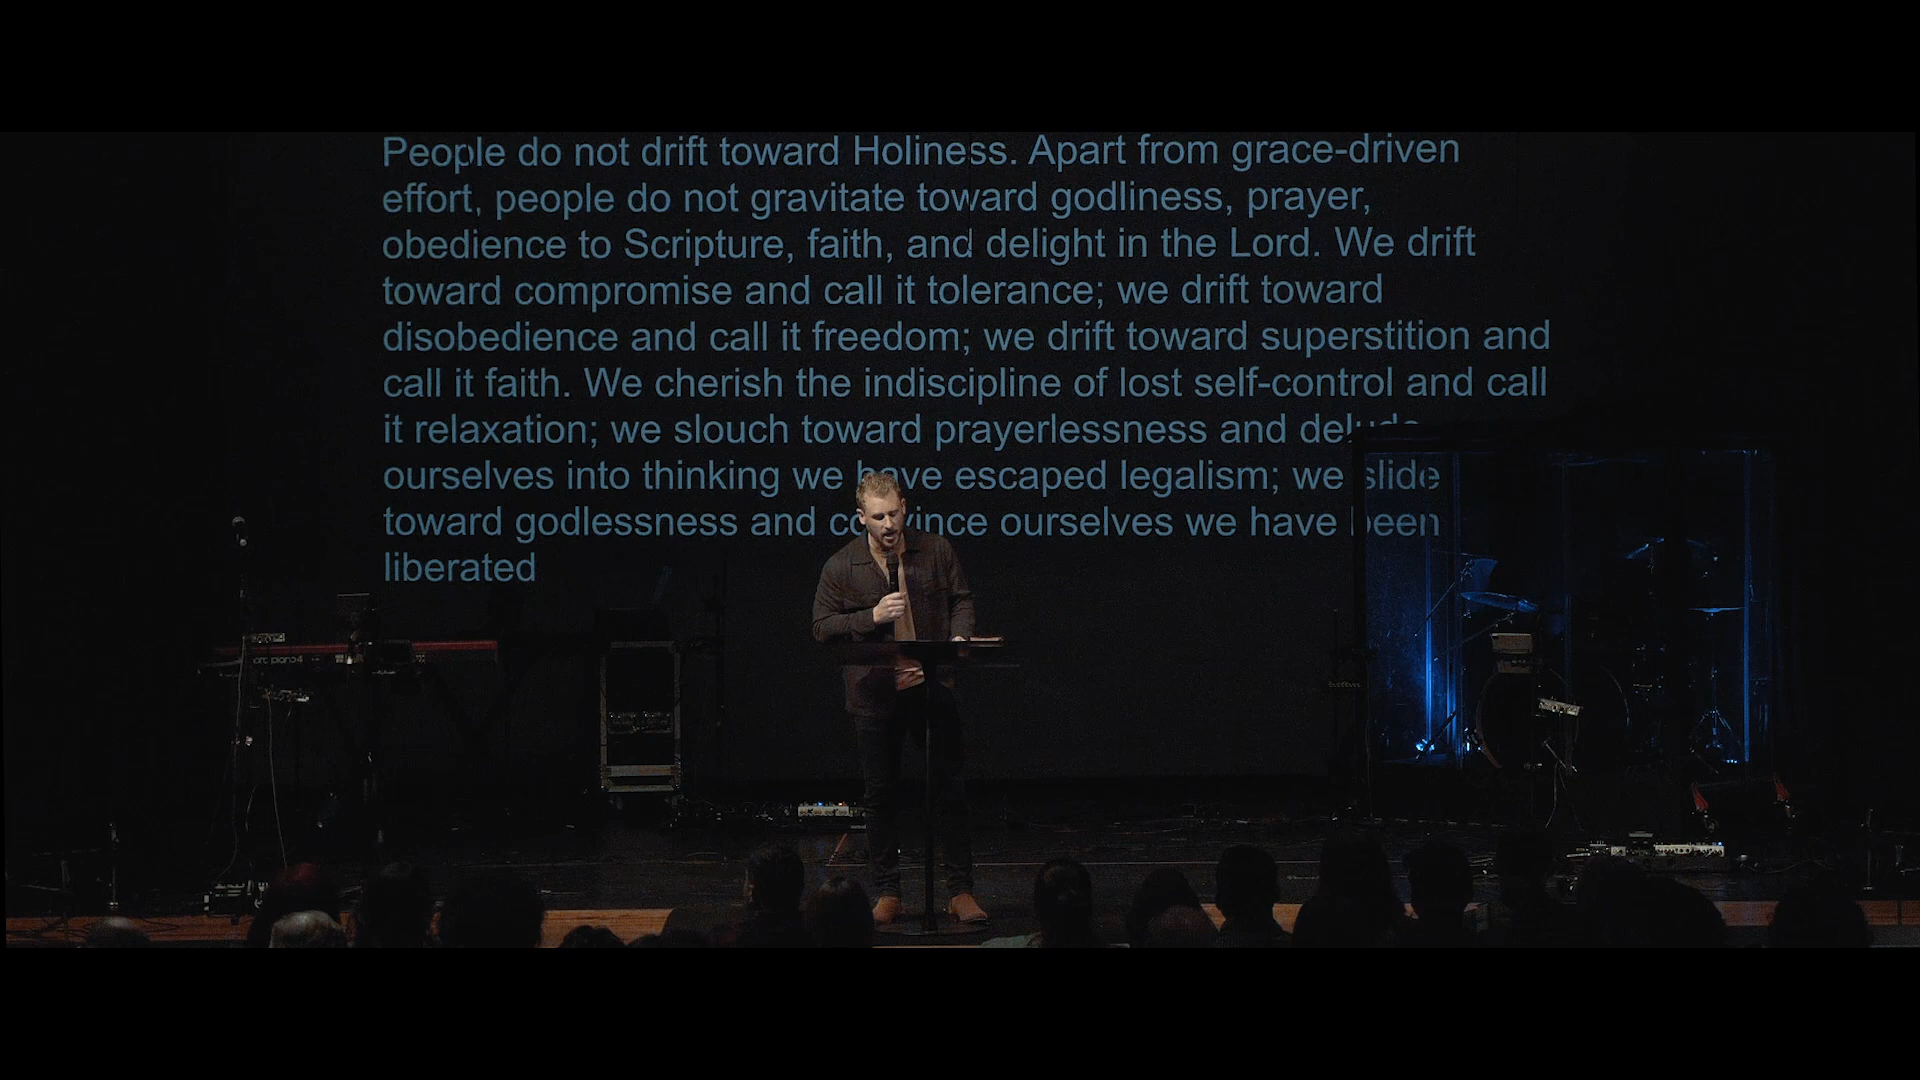 People do not drift toward Holiness. Apart from grace-driven
effort, people do not gravitate toward godliness, prayer,
obedience to Scripture, faith, and delight in the Lord. We drift
toward compromise and call it tolerance; we drift toward
disobedience and call it freedom; we drift toward superstition and
call it faith. We cherish the indiscipline of lost self-control and call
it relaxation; we slouch toward prayerlessness and delude
ourselves into thinking we have escaped legalism; we slide
toward godlessness and convince ourselves we have been
liberated